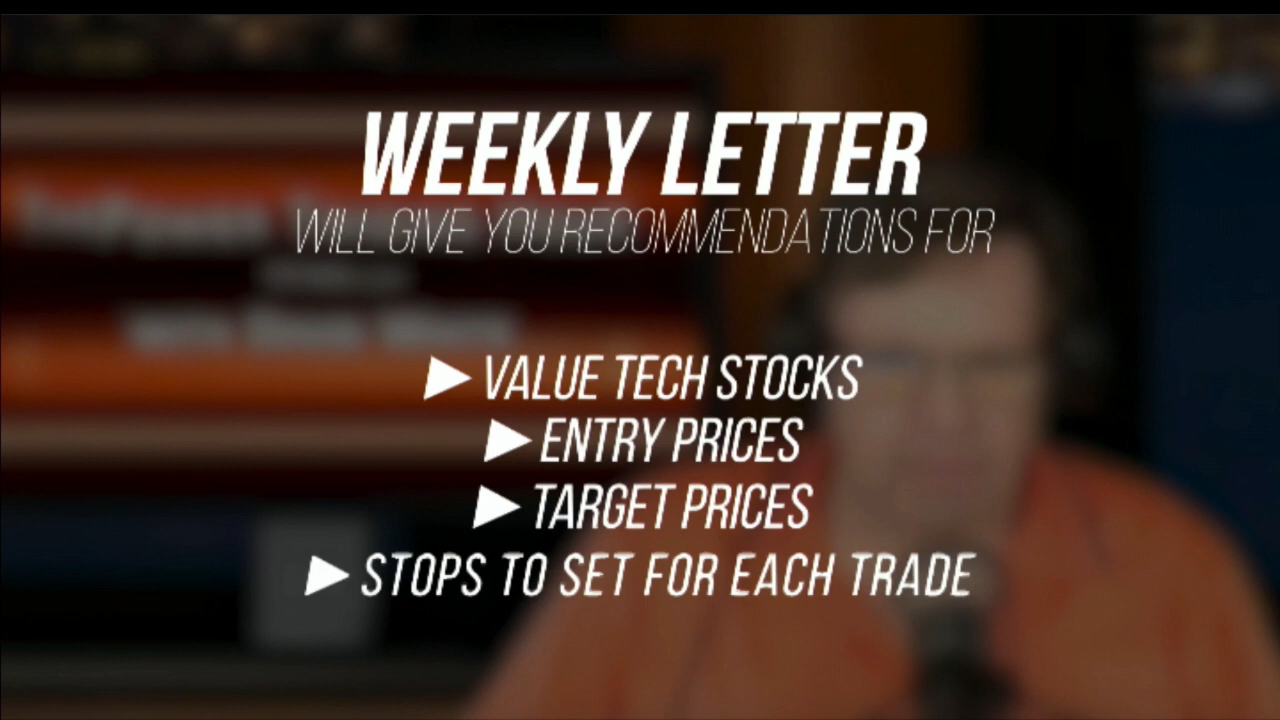 WEEKLY LETTER
WILL GIVE YOU RECOMMENDATIONS FOR
▶ VALUE TECH STOCKS
▶ ENTRY PRICES
▶ TARGET PRICES
▶ STOPS TO SET FOR EACH TRADE